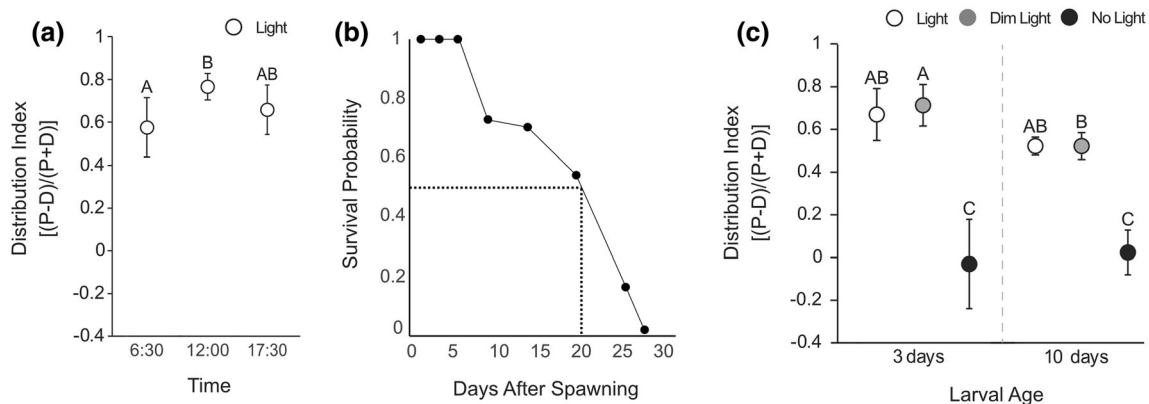 (a)
Light
Distribution Index
[(P-D)/(P+D)]
1
0.8
0.6
0.4
0.2
0
-0.2
-0.4
A
B
AB
6:30 12:00 17:30
Time
(b)
Survival Probability
1
0.8
0.6
0.4
0.2
0
0 5 10 15 20 25 30
Days After Spawning
(c)
Light Dim Light No Light
Distribution Index
[(P-D)/(P+D)]
1
0.8
0.6
0.4
0.2
0
-0.2
-0.4
AB
A
C
AB
B
C
3 days 10 days
Larval Age